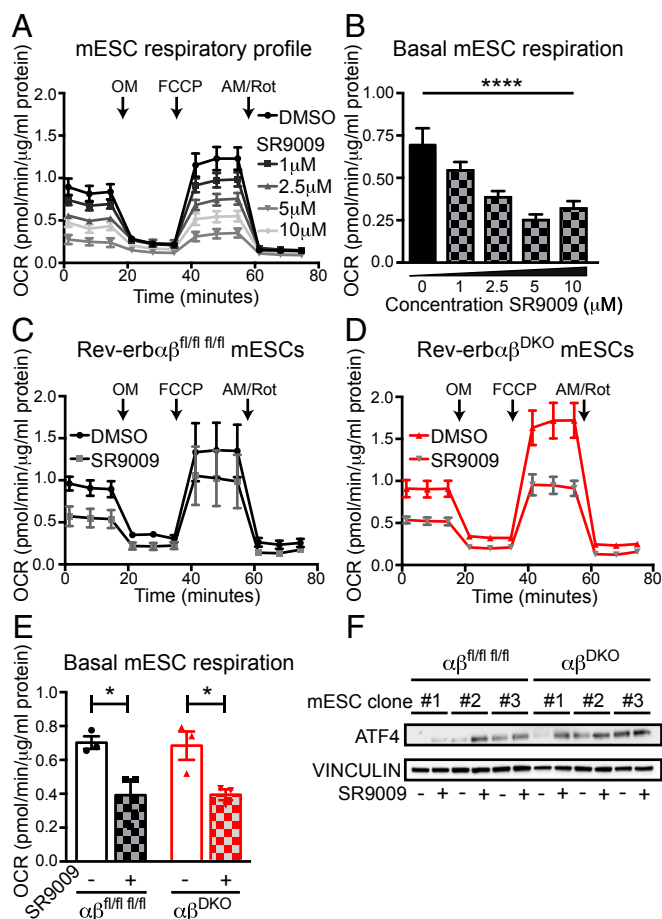 A
mESC respiratory profile
OM FCCP AM/Rot
OCR (pmol/min/μg/ml protein)
2.0
1.5
1.0
0.5
0.0
DMSO
SR9009
1μM
2.5μM
5μM
10μM
0 20 40 60 80
Time (minutes)
B
Basal mESC respiration
****
OCR (pmol/min/μg/ml protein)
0.75
0.50
0.25
0.00
0 1 2.5 5 10
Concentration SR9009 (μM)
C
Rev-erbαβfl/fl fl/fl mESCs
OM FCCP AM/Rot
OCR (pmol/min/μg/ml protein)
2.0
1.5
1.0
0.5
0.0
DMSO
SR9009
0 20 40 60 80
Time (minutes)
D
Rev-erbαβDKO mESCs
OM FCCP AM/Rot
OCR (pmol/min/μg/ml protein)
2.0
1.5
1.0
0.5
0.0
DMSO
SR9009
0 20 40 60 80
Time (minutes)
E
Basal mESC respiration
* *
OCR (pmol/min/μg/ml protein)
0.8
0.6
0.4
0.2
0.0
SR9009 - + - +
αβfl/fl fl/fl αβDKO
F
αβfl/fl fl/fl αβDKO
mESC clone #1 #2 #3 #1 #2 #3
ATF4
VINCULIN
SR9009 - + - + - + - + - + - +